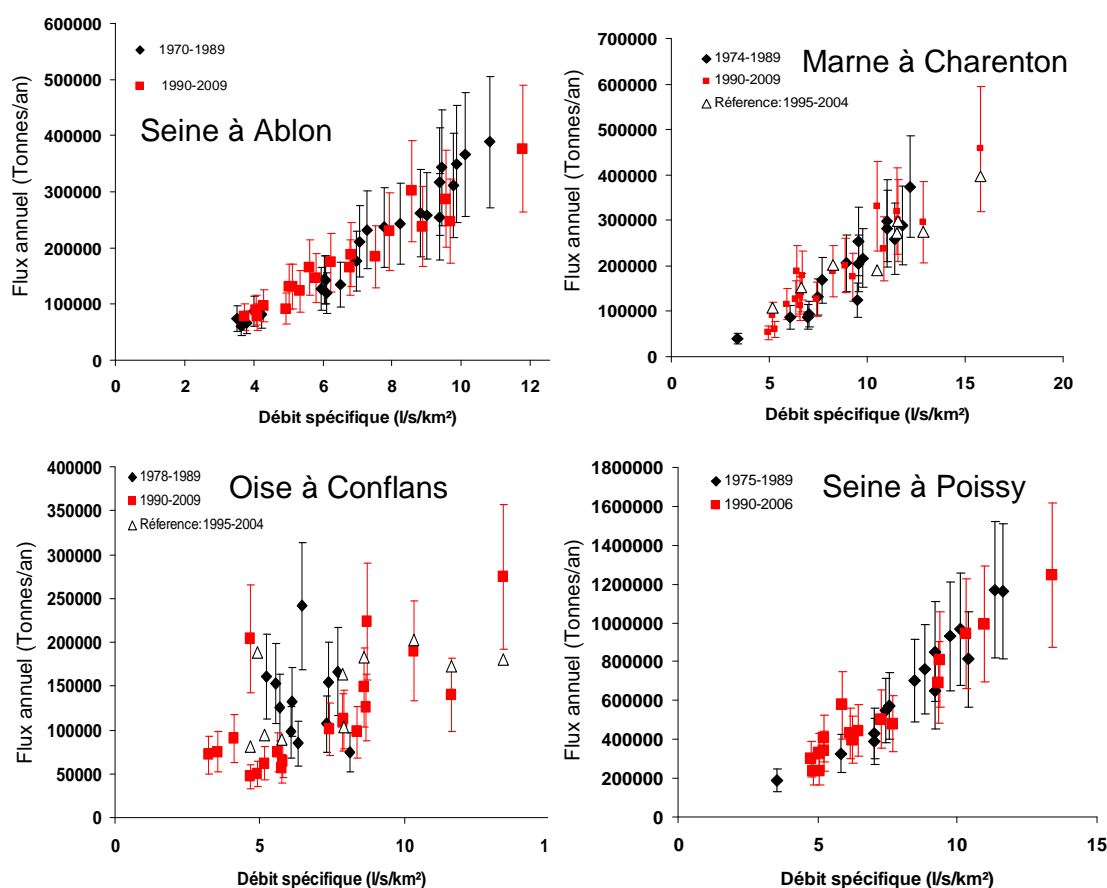 Seine à Ablon
1970-1989
1990-2009
Flux annuel (Tonnes/an)
600000
500000
400000
300000
200000
100000
0
0 2 4 6 8 10 12
Débit spécifique (l/s/km²)
Marne à Charenton
1974-1989
1990-2009
Réference:1995-2004
Flux annuel (Tonnes/an)
700000
600000
500000
400000
300000
200000
100000
0
0 5 10 15 20
Débit spécifique (l/s/km²)
Oise à Conflans
1978-1989
1990-2009
Réference:1995-2004
Flux annuel (Tonnes/an)
400000
350000
300000
250000
200000
150000
100000
50000
0
0 5 10 1
Débit spécifique (l/s/km²)
Seine à Poissy
1975-1989
1990-2006
Flux annuel (Tonnes/an)
1800000
1600000
1400000
1200000
1000000
800000
600000
400000
200000
0
0 5 10 15
Débit spécifique (l/s/km²)